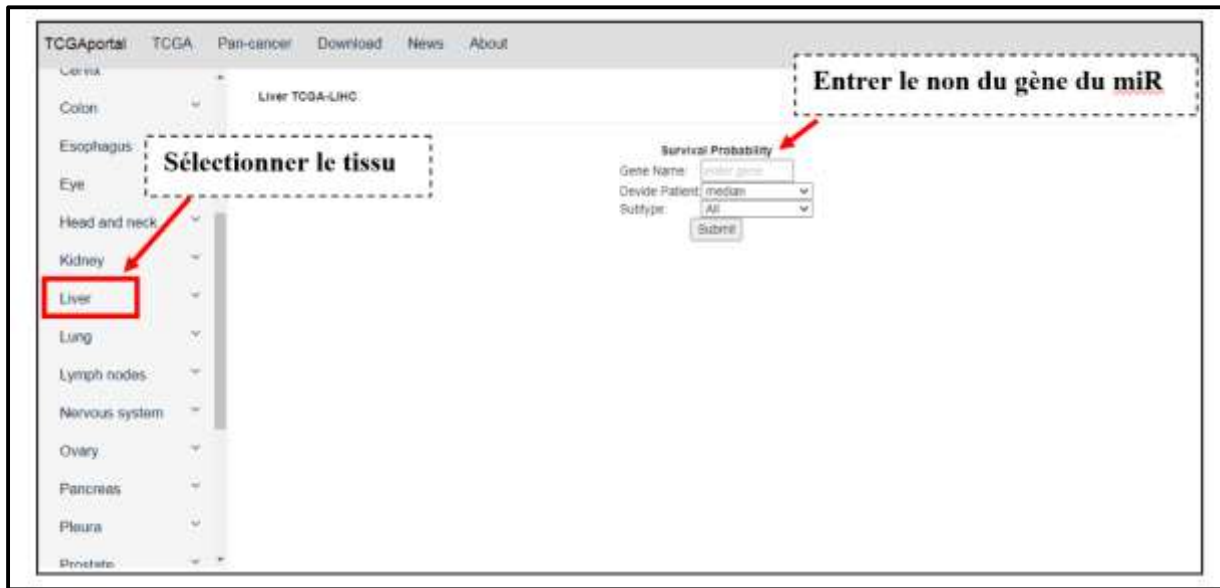 TCGAportal TCGA Pan-cancer Download News About
Cervix
Colon
Esophagus
Eye
Head and neck
Kidney
Liver
Lung
Lymph nodes
Nervous system
Ovary
Pancreas
Pleura
Prostate
Liver TCGA-LIHC
Sélectionner le tissu
Entrer le non du gène du miR
Survival Probability
Gene Name: enter gene
Devide Patient: median
Subtype: All
Submit